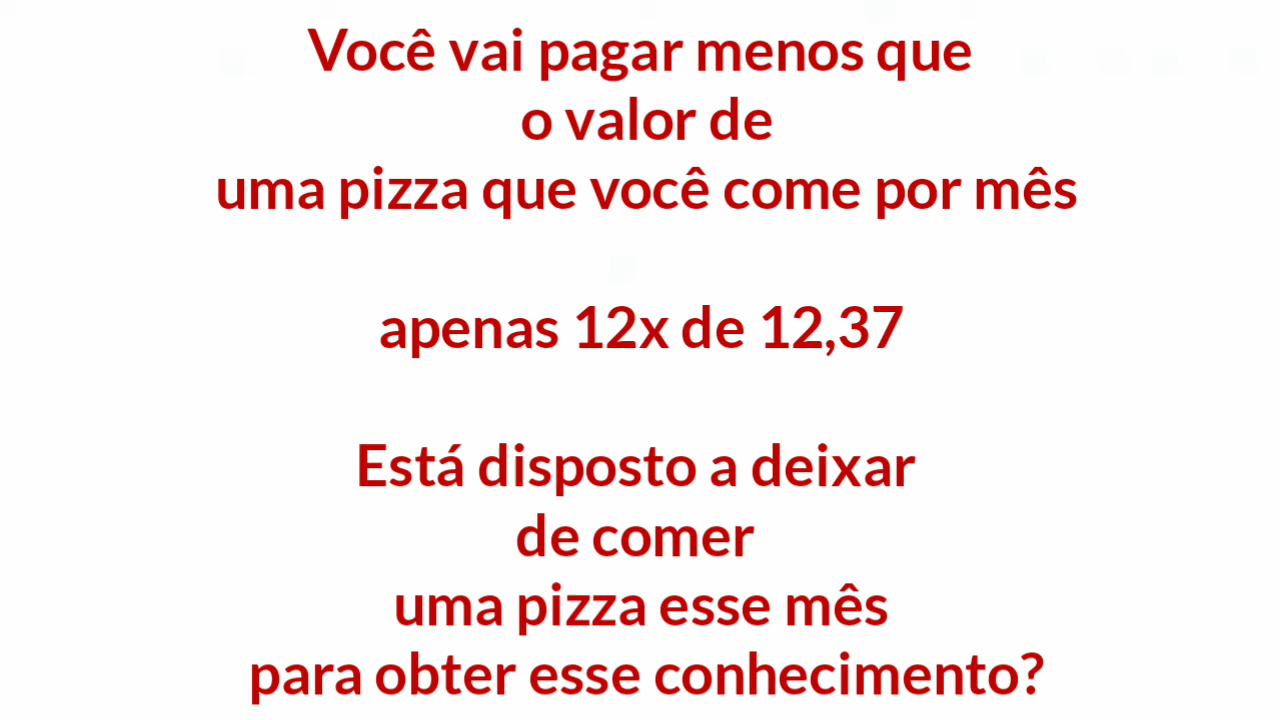 Você vai pagar menos que
o valor de
uma pizza que você come por mês
apenas 12x de 12,37
Está disposto a deixar
de comer
uma pizza esse mês
para obter esse conhecimento?